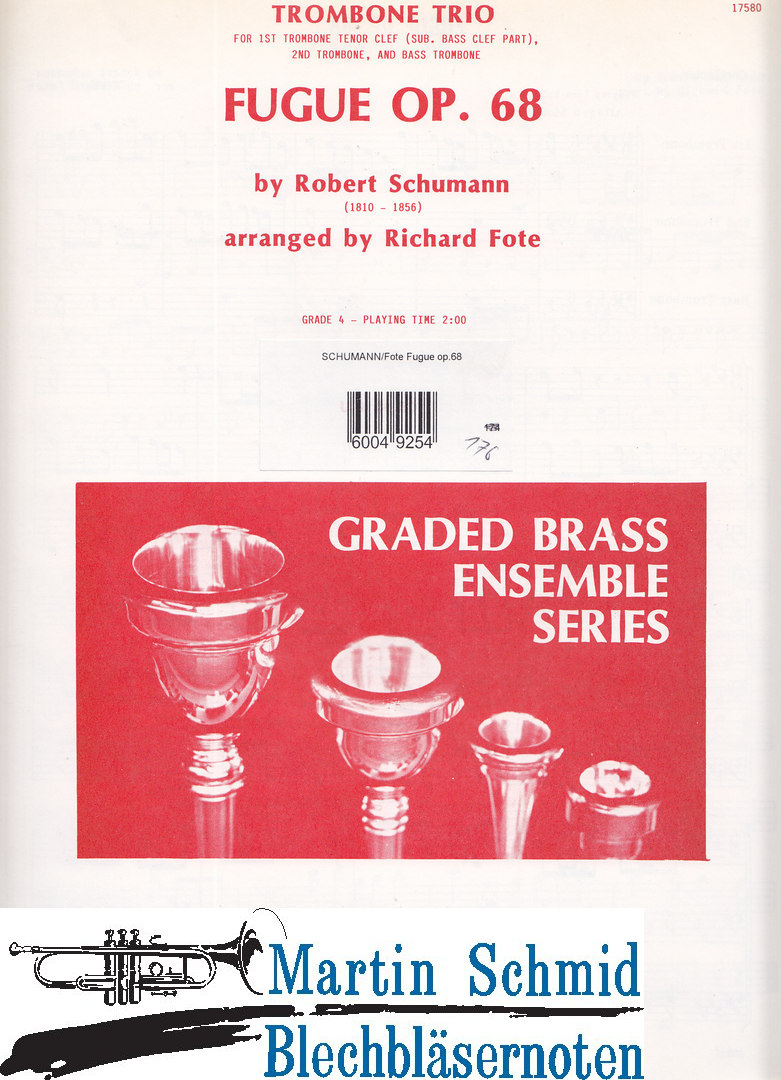 TROMBONE TRIO
17580
FOR 1ST TROMBONE TENOR CLEF (SUB. BASS CLEF PART),
2ND TROMBONE, AND BASS TROMBONE
FUGUE OP. 68
by Robert Schumann
(1810 - 1856)
arranged by Richard Fote
GRADE 4 - PLAYING TIME 2:00
SCHUMANN/Fote Fugue op.68
6004 9254
176
GRADED BRASS
ENSEMBLE
SERIES
Martin Schmid
Blechbläsernoten